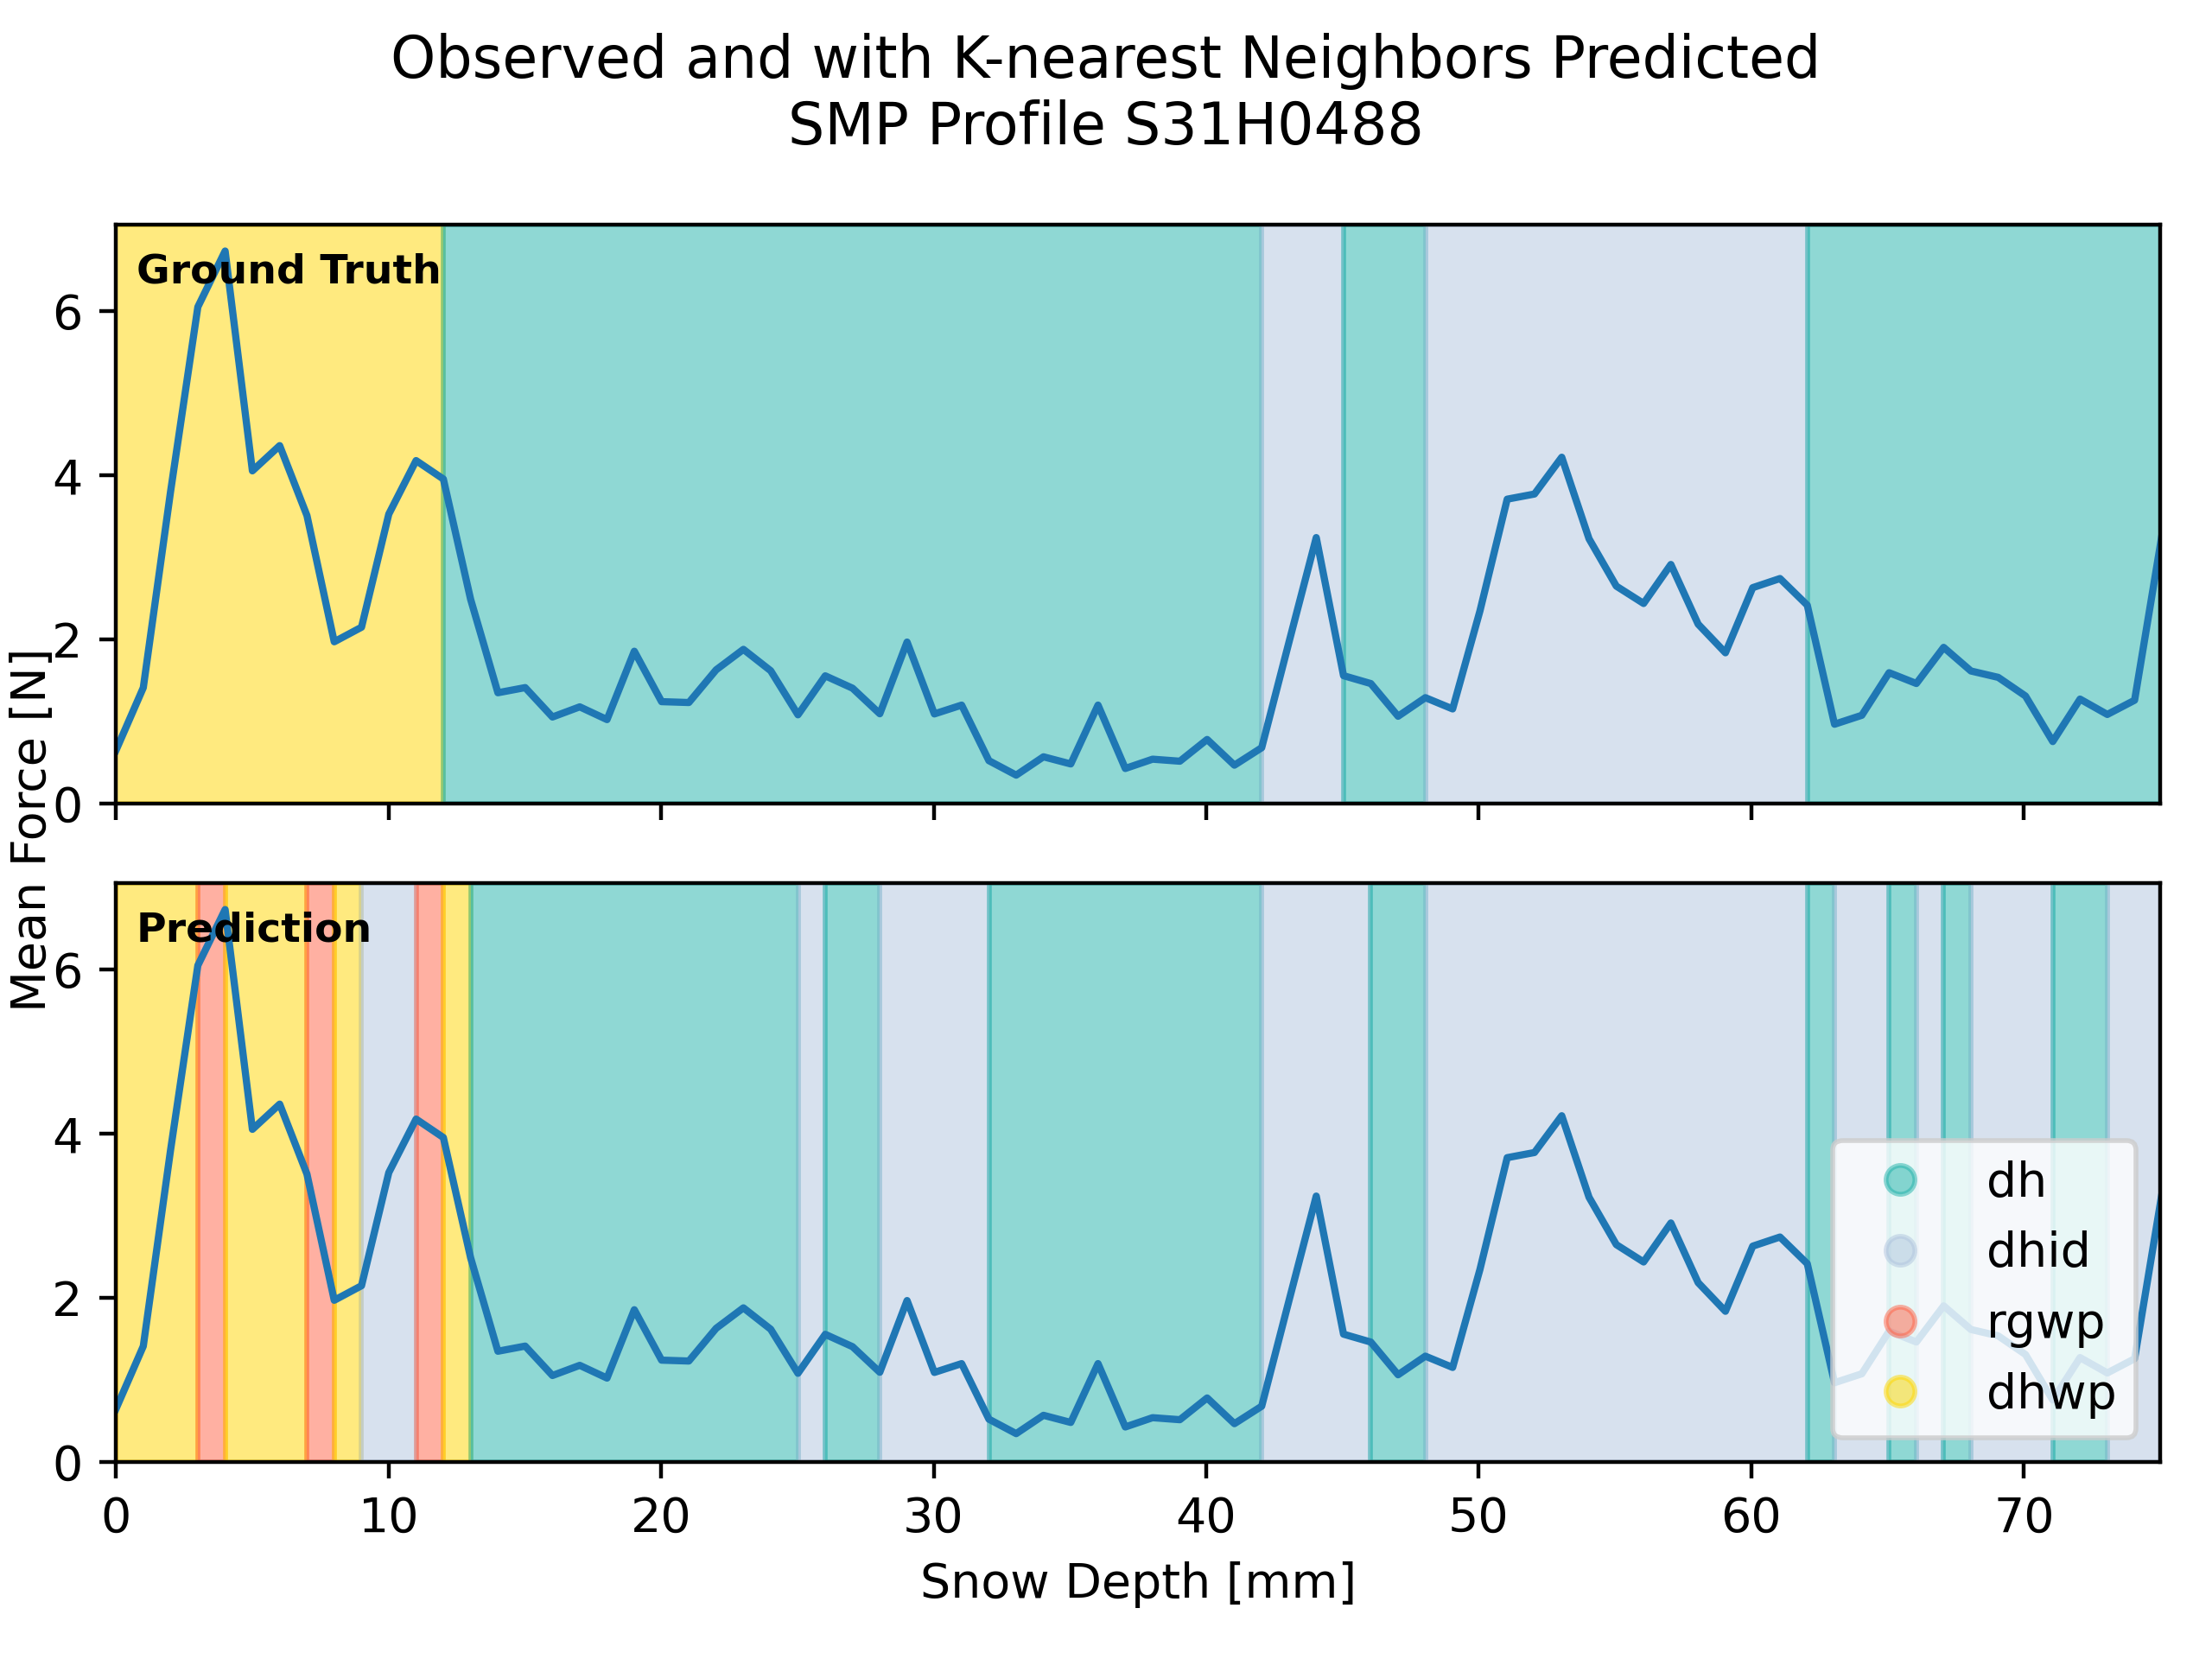 Observed and with K-nearest Neighbors Predicted
SMP Profile S31H0488
Ground Truth
6
4
2
0
Mean Force [N]
Prediction
6
4
2
0
dh
dhid
rgwp
dhwp
0 10 20 30 40 50 60 70
Snow Depth [mm]